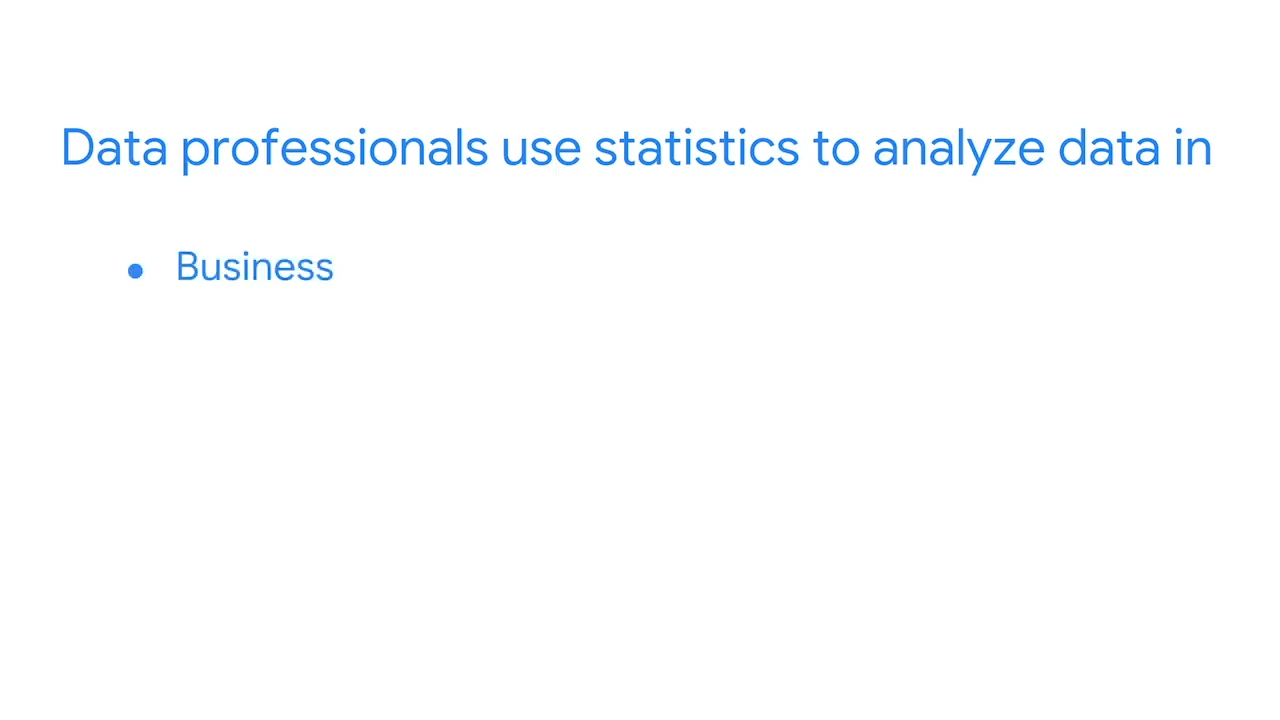 Data professionals use statistics to analyze data in
● Business